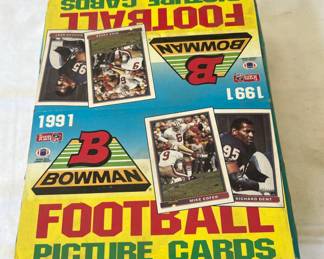 FOOTBALL
PICTURE CARDS
BOWMAN
B
1991
1991
B
BOWMAN
MIKE COFER
RICHARD DENT
FOOTBALL
PICTURE CARDS